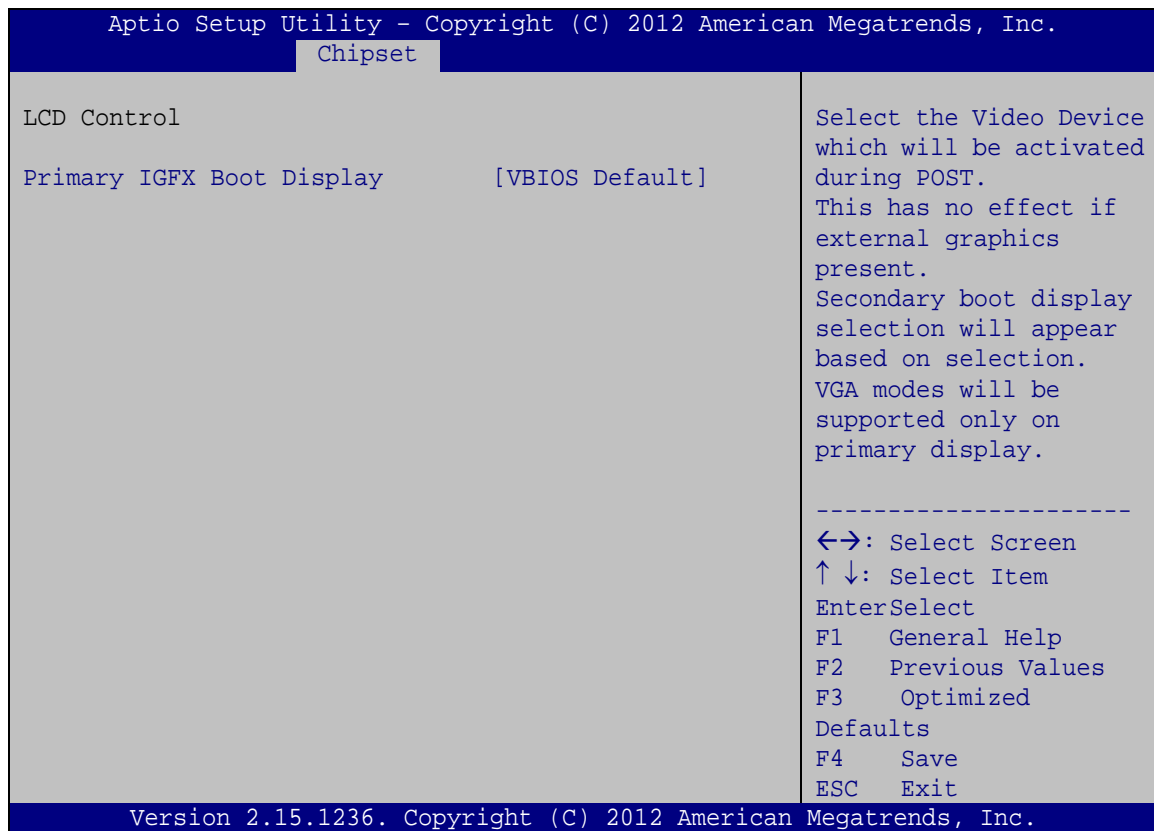 Aptio Setup Utility – Copyright (C) 2012 American Megatrends, Inc.
Chipset
LCD Control
Primary IGFX Boot Display [VBIOS Default]
Select the Video Device
which will be activated
during POST.
This has no effect if
external graphics
present.
Secondary boot display
selection will appear
based on selection.
VGA modes will be
supported only on
primary display.
----------------------
←→: Select Screen
↑ ↓: Select Item
EnterSelect
F1 General Help
F2 Previous Values
F3 Optimized
Defaults
F4 Save
ESC Exit
Version 2.15.1236. Copyright (C) 2012 American Megatrends, Inc.